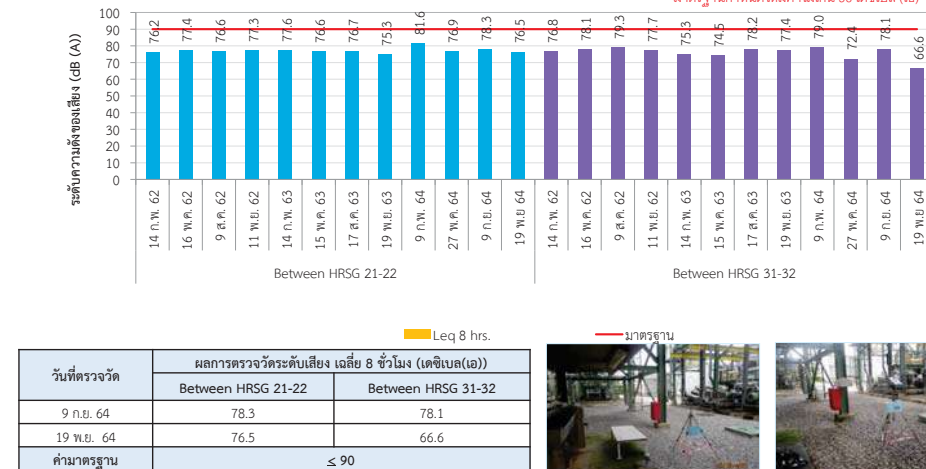 100
90
80
70
60
50
40
30
20
10
0
ระดับความดังของเสียง (dB (A))
76.2 77.4 76.6 77.3 77.6 76.6 76.7 75.3 81.6 76.9 78.3 76.5 76.8 78.1 79.3 77.7 75.3 74.5 78.2 77.4 79.0 72.4 78.1 66.6
14 ก.พ. 62 16 พ.ค. 62 9 ส.ค. 62 11 พ.ย. 62 14 ก.พ. 63 15 พ.ค. 63 17 ส.ค. 63 19 พ.ย. 63 9 ก.พ. 64 27 พ.ค. 64 9 ก.ย. 64 19 พ.ย 64 14 ก.พ. 62 16 พ.ค. 62 9 ส.ค. 62 11 พ.ย. 62 14 ก.พ. 63 15 พ.ค. 63 17 ส.ค. 63 19 พ.ย. 63 9 ก.พ. 64 27 พ.ค. 64 9 ก.ย. 64 19 พ.ย 64
Between HRSG 21-22 Between HRSG 31-32
Leq 8 hrs. มาตรฐาน
วันที่ตรวจวัด ผลการตรวจวัดระดับเสียง เฉลี่ย 8 ชั่วโมง (เดซิเบล(เอ))
Between HRSG 21-22 Between HRSG 31-32
9 ก.ย. 64 78.3 78.1
19 พ.ย. 64 76.5 66.6
ค่ามาตรฐาน ≤ 90